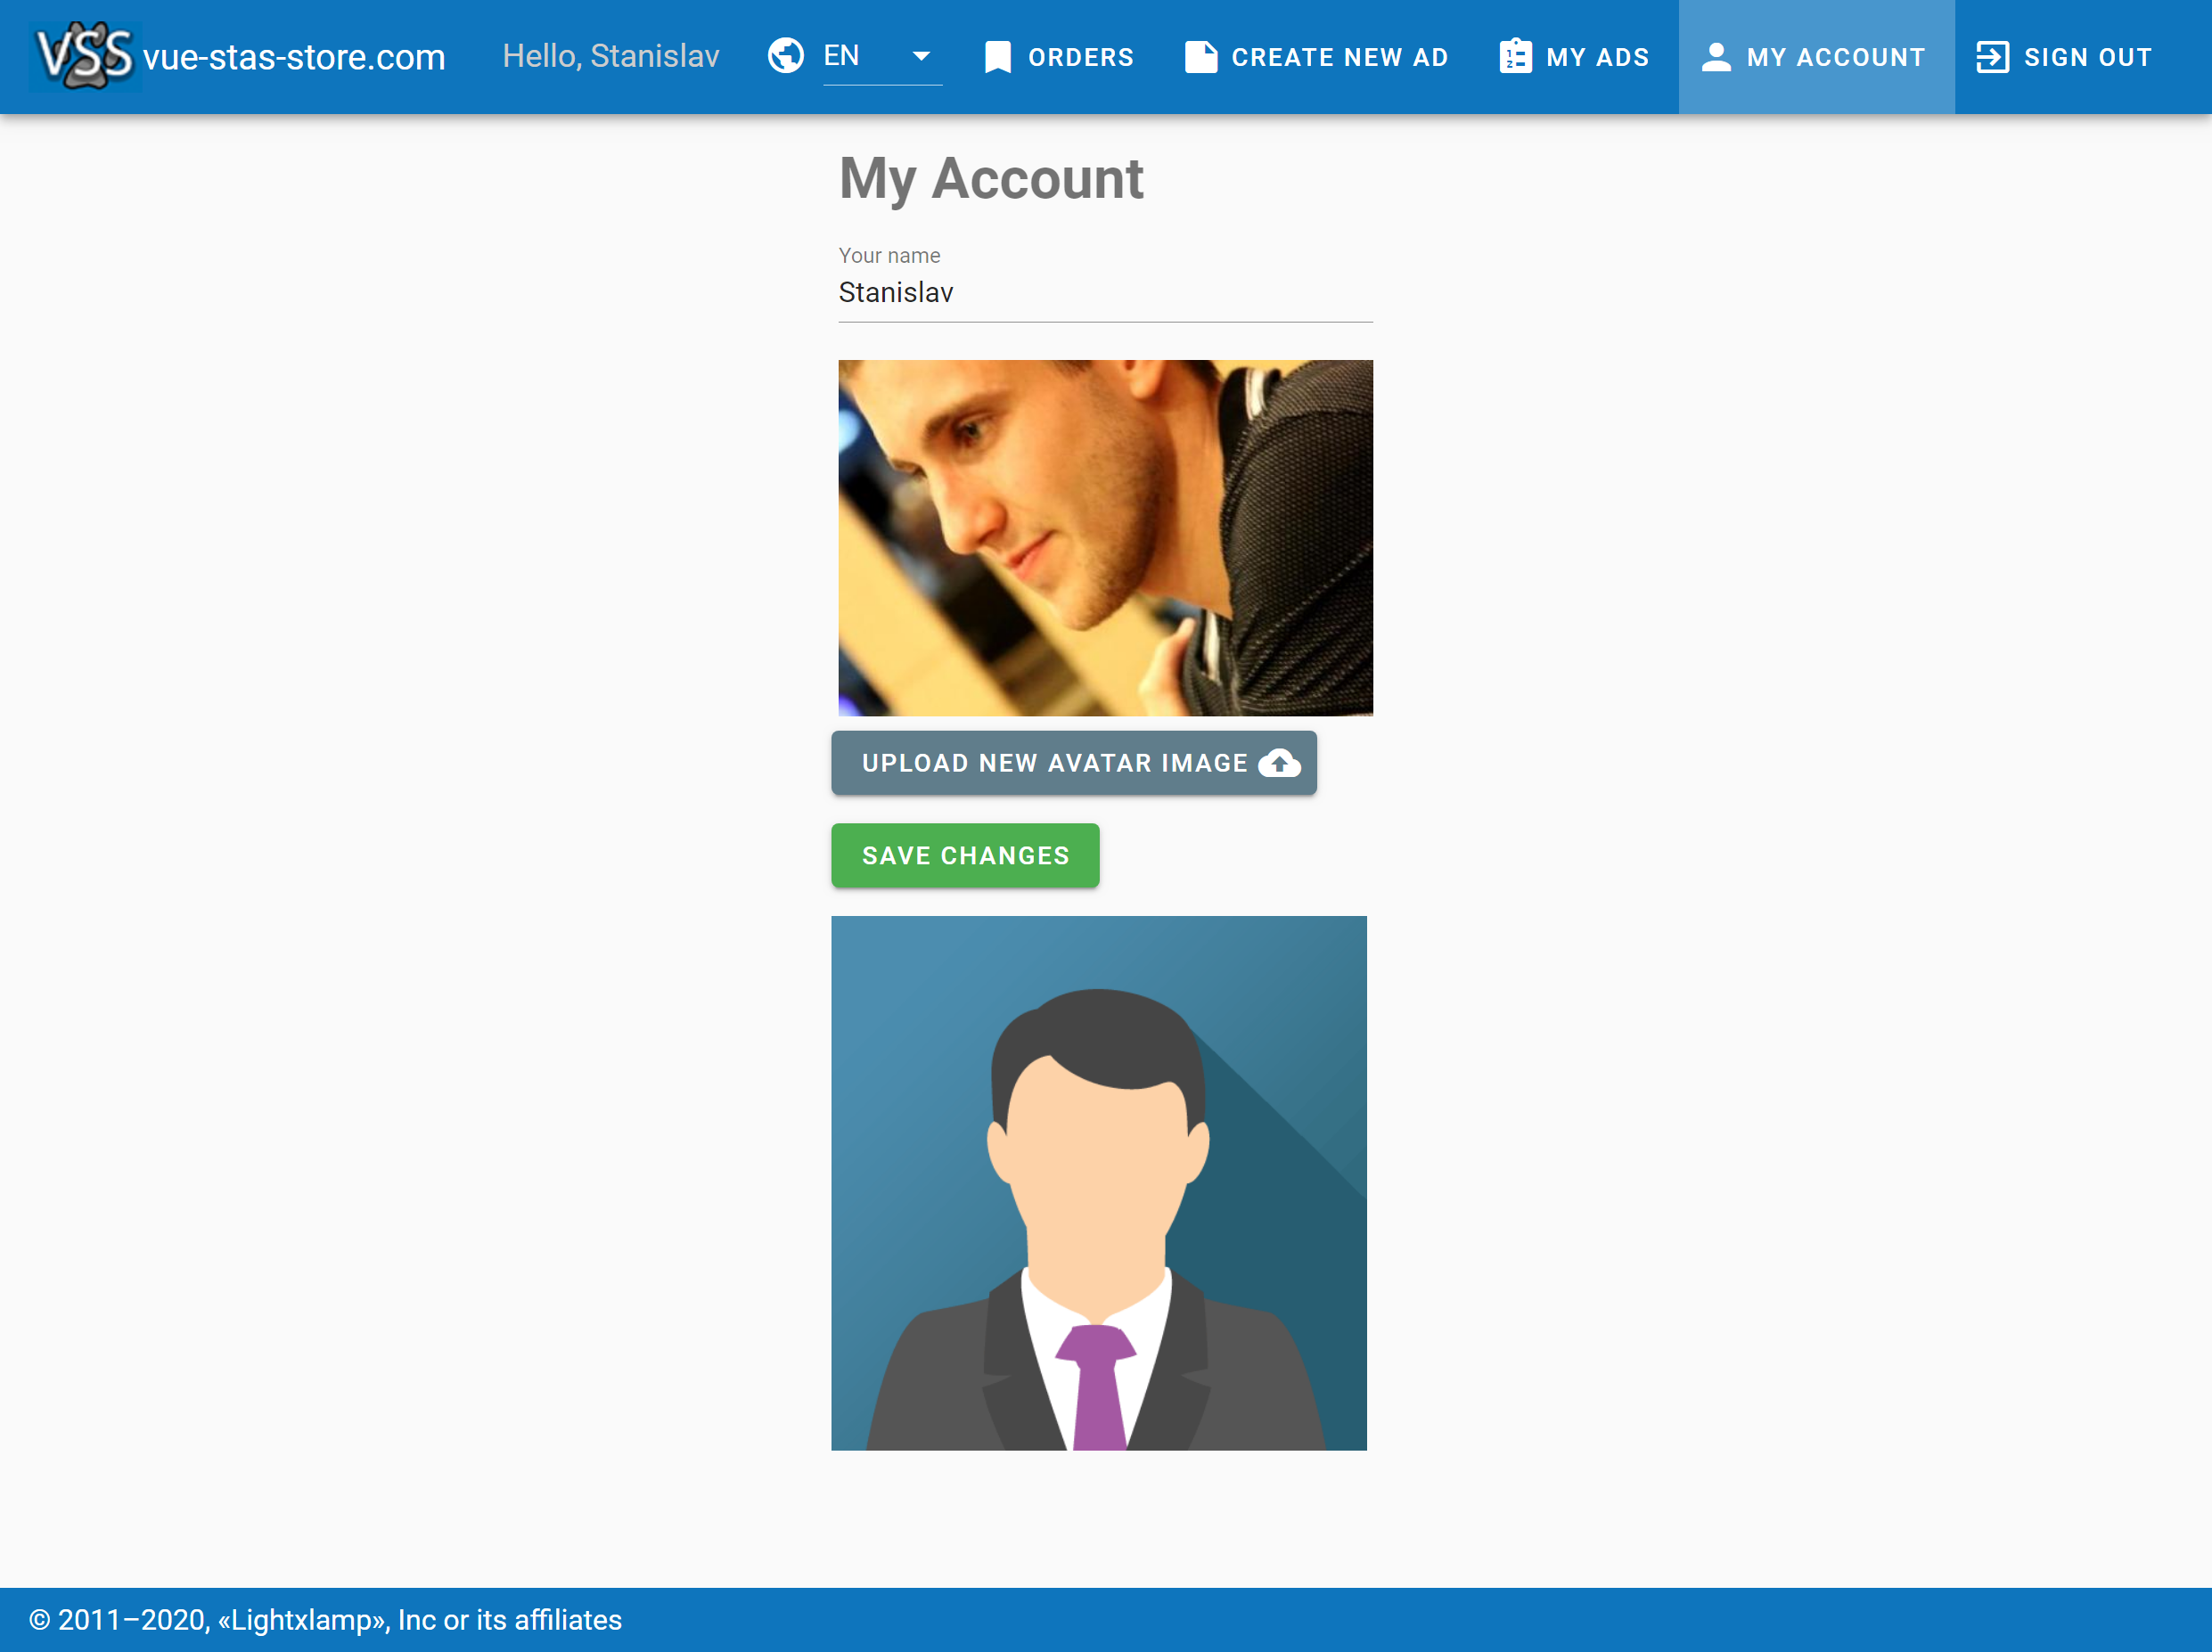 VSS vue-stas-store.com Hello, Stanislav EN ORDERS CREATE NEW AD MY ADS MY ACCOUNT SIGN OUT
My Account
Your name
Stanislav
UPLOAD NEW AVATAR IMAGE
SAVE CHANGES
© 2011–2020, «Lightxlamp», Inc or its affiliates